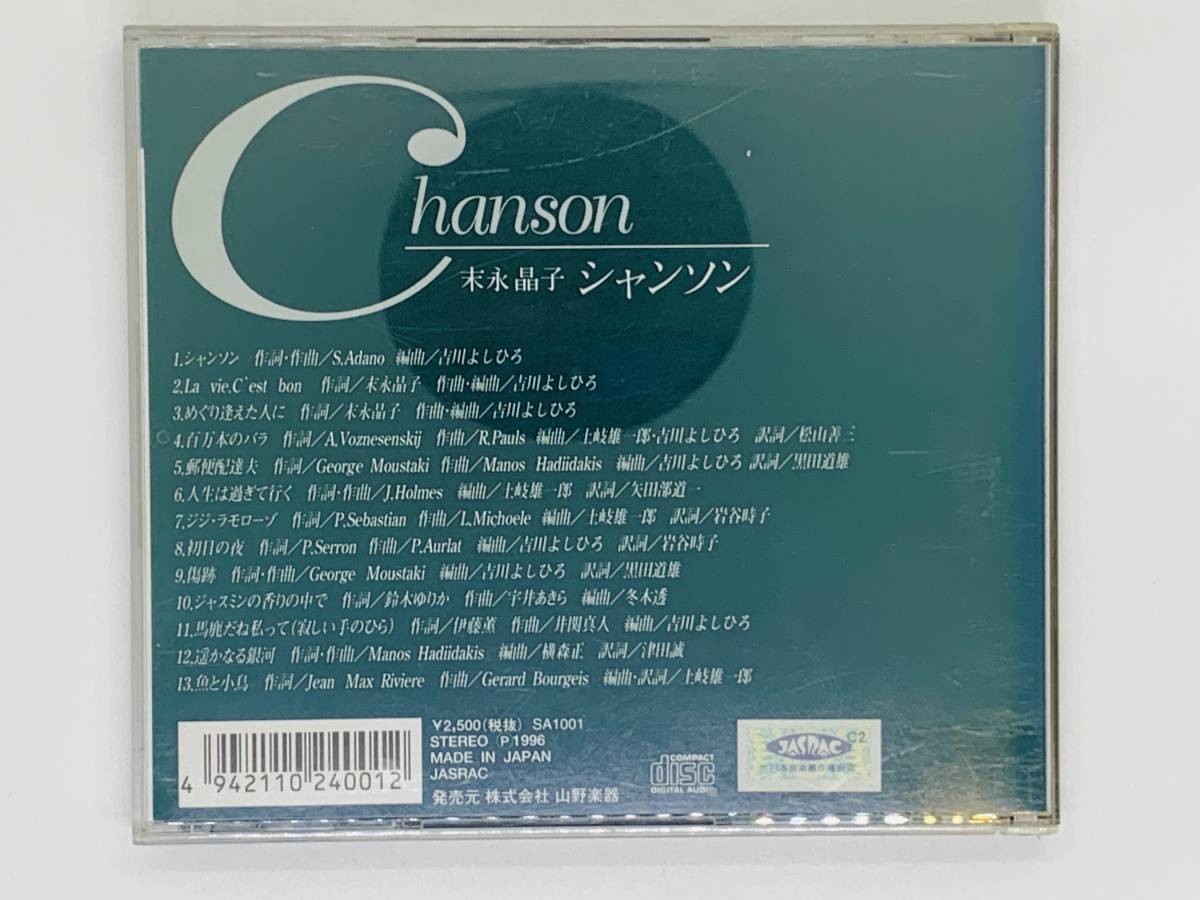 Chanson
末永晶子 シャンソン
1.シャンソン 作詞・作曲／S.Adano 編曲／吉川よしひろ
2.La vie.C'est bon 作詞／末永晶子 作曲・編曲／吉川よしひろ
3.めぐり逢えた人に 作詞／末永晶子 作曲・編曲／吉川よしひろ
4.百万本のバラ 作詞／A.Voznesenskij 作曲／R.Pauls 編曲／土岐雄一郎・吉川よしひろ 訳詞／松山善三
5.郵便配達夫 作詞／George Moustaki 作曲／Manos Hadiidakis 編曲／吉川よしひろ 訳詞／黒田道雄
6.人生は過ぎて行く 作詞・作曲／J.Holmes 編曲／土岐雄一郎 訳詞／矢田部道一
7.ジジ・ラモローゾ 作詞／P.Sebastian 作曲／L.Michoele 編曲／土岐雄一郎 訳詞／岩谷時子
8.初日の夜 作詞／P.Serron 作曲／P.Aurlat 編曲／吉川よしひろ 訳詞／岩谷時子
9.傷跡 作詞・作曲／George Moustaki 編曲／吉川よしひろ 訳詞／黒田道雄
10.ジャスミンの香りの中で 作詞／鈴木ゆりか 作曲／宇井あきら 編曲／冬木透
11.馬鹿だね私って(寂しい手のひら) 作詞／伊藤薫 作曲／井関真人 編曲／吉川よしひろ
12.遥かなる銀河 作詞・作曲／Manos Hadiidakis 編曲／横森正 訳詞／津田誠
13.魚と小鳥 作詞／Jean Max Riviere 作曲／Gerard Bourgeis 編曲・訳詞／土岐雄一郎
4 942110 240012
¥2,500(税抜) SA1001
STEREO Ⓟ1996
MADE IN JAPAN
JASRAC
発売元 株式会社 山野楽器
COMPACT
disc
DIGITAL AUDIO
JASRAC
C2